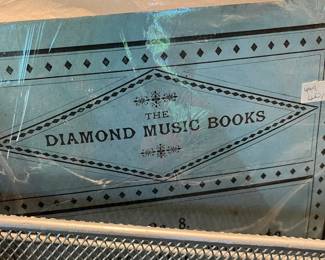 THE
DIAMOND MUSIC BOOKS
8.